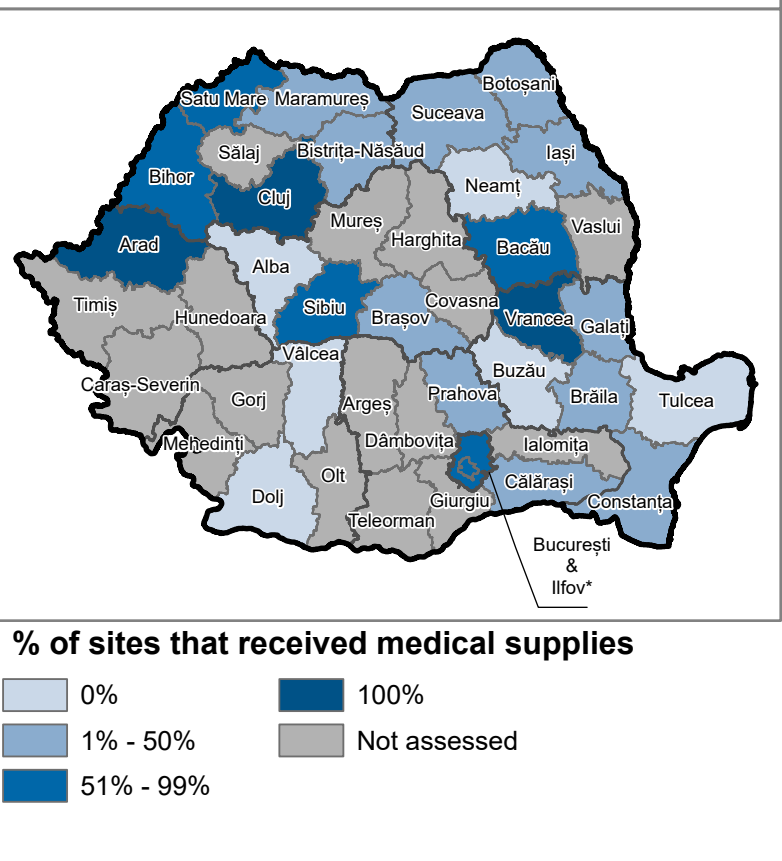 Botoșani
Satu Mare
Maramureș
Suceava
Sălaj
Bistrița-Năsăud
Iași
Bihor
Cluj
Neamț
Mureș
Harghita
Vaslui
Arad
Bacău
Alba
Timiș
Hunedoara
Sibiu
Covasna
Brașov
Vrancea
Galați
Vâlcea
Buzău
Caraș-Severin
Gorj
Argeș
Prahova
Brăila
Tulcea
Mehedinți
Dâmbovița
Ialomița
Olt
Călărași
Dolj
Giurgiu
Constanța
Teleorman
București
&
Ilfov*
% of sites that received medical supplies
0%
1% - 50%
51% - 99%
100%
Not assessed